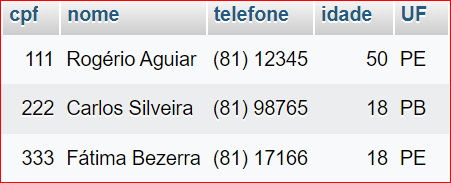 cpf nome telefone idade UF
111 Rogério Aguiar (81) 12345 50 PE
222 Carlos Silveira (81) 98765 18 PB
333 Fátima Bezerra (81) 17166 18 PE